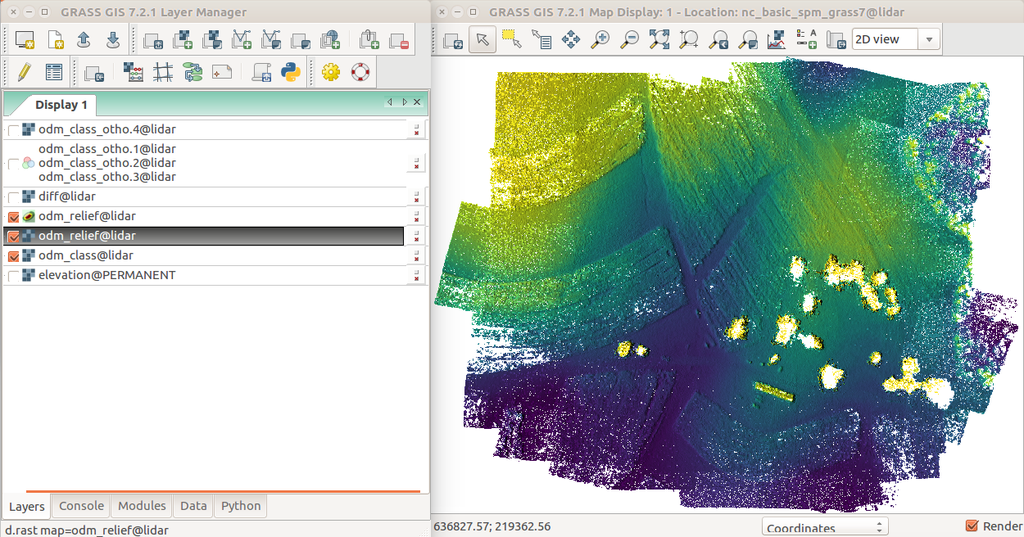 GRASS GIS 7.2.1 Layer Manager
GRASS GIS 7.2.1 Map Display: 1 - Location: nc_basic_spm_grass7@lidar
2D view
Display 1
odm_class_otho.4@lidar
odm_class_otho.1@lidar
odm_class_otho.2@lidar
odm_class_otho.3@lidar
diff@lidar
odm_relief@lidar
odm_relief@lidar
odm_class@lidar
elevation@PERMANENT
Layers Console Modules Data Python
d.rast map=odm_relief@lidar
636827.57; 219362.56
Coordinates
Render